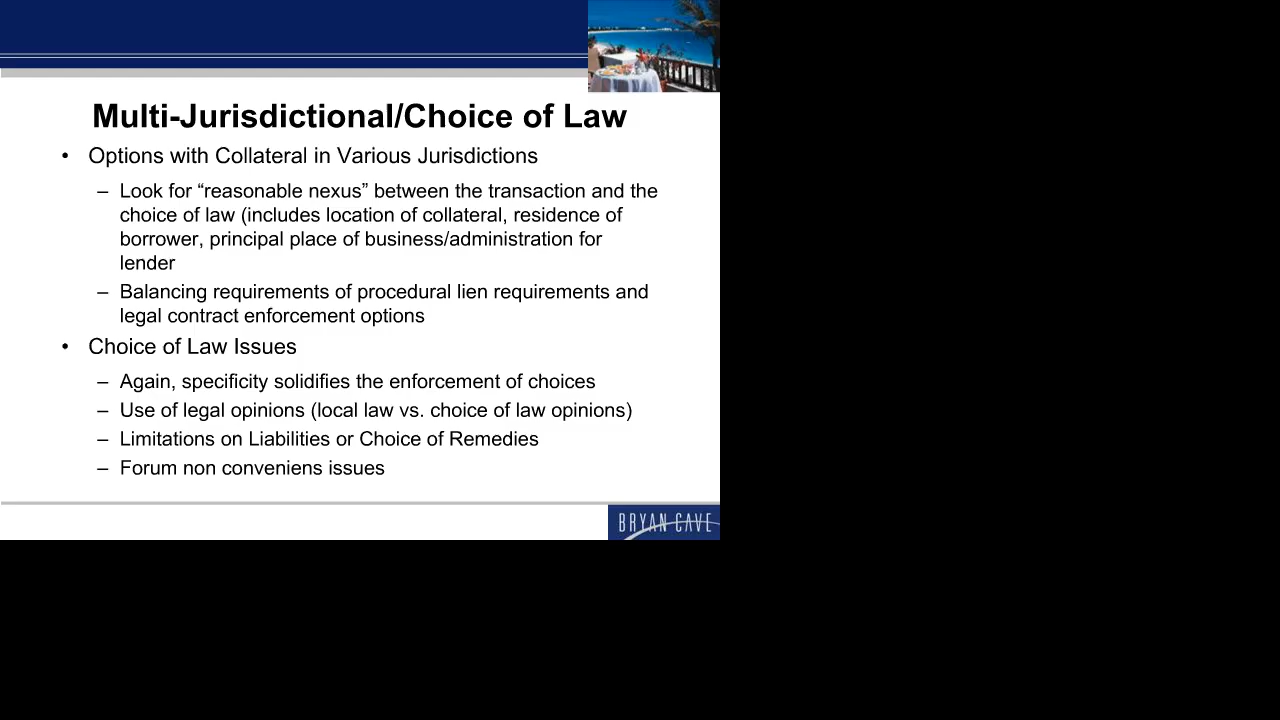 Multi-Jurisdictional/Choice of Law
• Options with Collateral in Various Jurisdictions
– Look for “reasonable nexus” between the transaction and the
choice of law (includes location of collateral, residence of
borrower, principal place of business/administration for
lender
– Balancing requirements of procedural lien requirements and
legal contract enforcement options
• Choice of Law Issues
– Again, specificity solidifies the enforcement of choices
– Use of legal opinions (local law vs. choice of law opinions)
– Limitations on Liabilities or Choice of Remedies
– Forum non conveniens issues
BRYAN CAVE